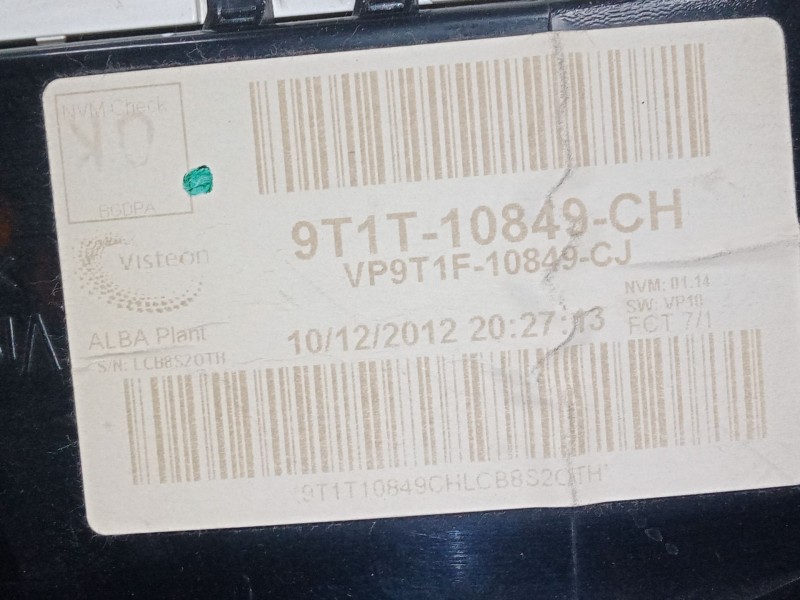 NVM Check
OK
BGDPA
9T1T-10849-CH
VP9T1F-10849-CJ
Visteon
NVM: 01.14
SW: VP10
FCT 7/1
ALBA Plant
10/12/2012 20:27:13
S/N: LCB8S2OTH
*9T1T10849CHLCB8S2OTH*